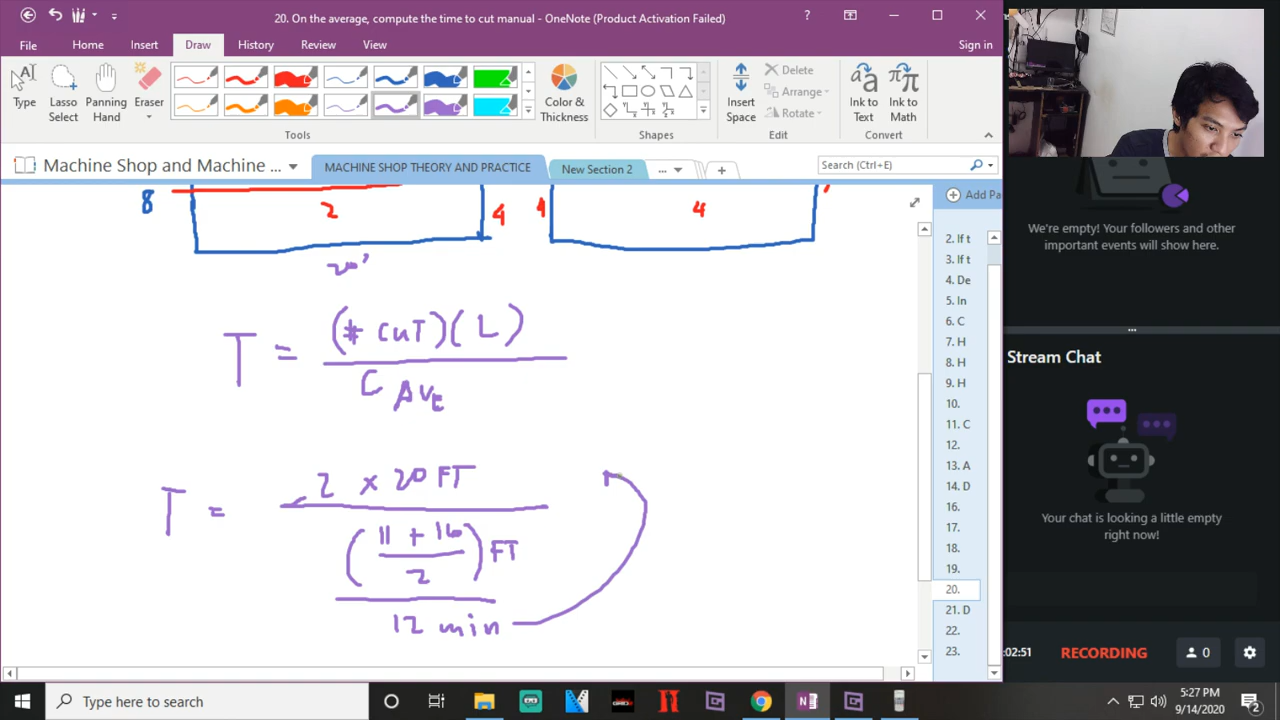 20. On the average, compute the time to cut manual - OneNote (Product Activation Failed)
File Home Insert Draw History Review View Sign in
Type
Lasso Select
Panning Hand
Eraser
Tools
Color & Thickness
Shapes
Insert Space
Delete
Arrange
Rotate
Edit
Ink to Text
Ink to Math
Convert
Machine Shop and Machine ...
MACHINE SHOP THEORY AND PRACTICE
New Section 2
...
Search (Ctrl+E)
8 2 4 4 4
20'
T = (# CUT)(L)
C AVE
2 x 20 FT
T =
(11 + 16
2) FT
12 min
Add Pa
2. If t
3. If t
4. De
5. In
6. C
7. H
8. H
9. H
10.
11. C
12.
13. A
14. D
16.
17.
18.
19.
20.
21. D
22.
23.
We're empty! Your followers and other
important events will show here.
Stream Chat
Your chat is looking a little empty
right now!
:02:51 RECORDING 0
Type here to search
5:27 PM
9/14/2020
2